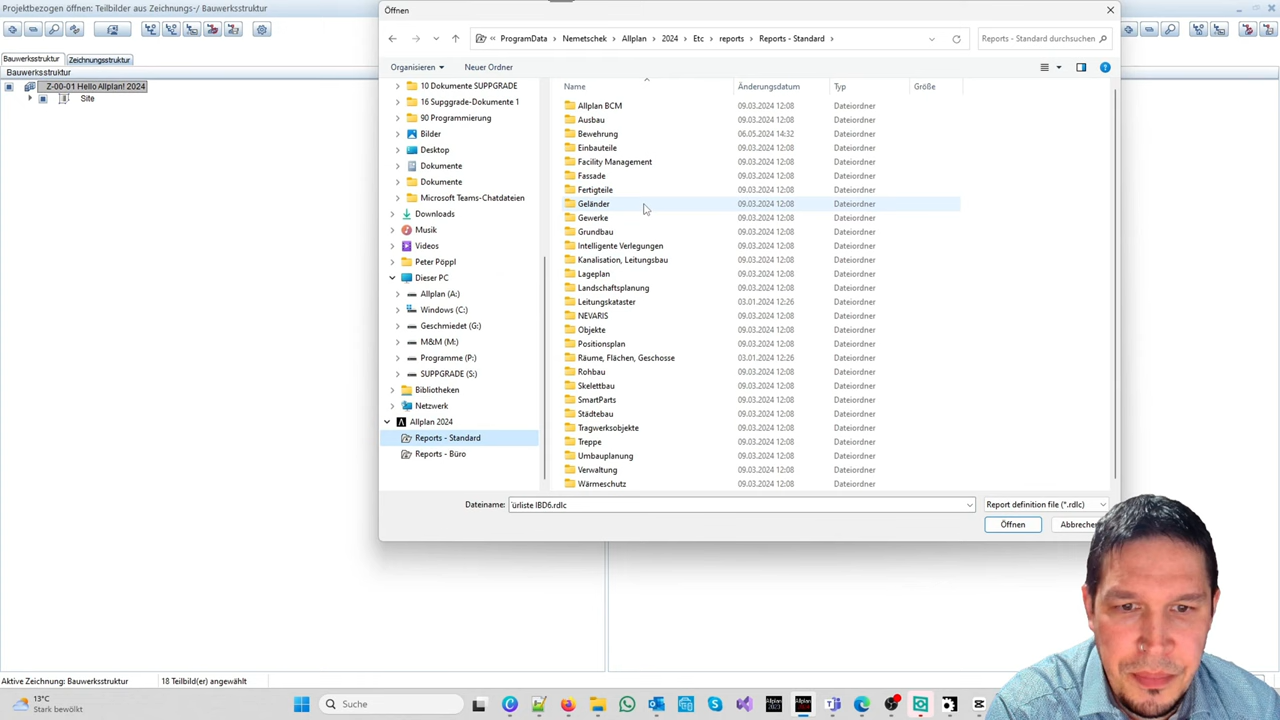 Projektbezogen öffnen: Teilbilder aus Zeichnungs-/ Bauwerksstruktur
Bauwerksstruktur Zeichnungsstruktur
Bauwerksstruktur
Z-00-01 Hello Allplan! 2024
Site
Öffnen
« ProgramData › Nemetschek › Allplan › 2024 › Etc › reports › Reports - Standard ›
Reports - Standard durchsuchen
Organisieren
Neuer Ordner
10 Dokumente SUPPGRADE
16 Supggrade-Dokumente 1
90 Programmierung
Bilder
Desktop
Dokumente
Dokumente
Microsoft Teams-Chatdateien
Downloads
Musik
Videos
Peter Pöppl
Dieser PC
Allplan (A:)
Windows (C:)
Geschmiedet (G:)
M&M (M:)
Programme (P:)
SUPPGRADE (S:)
Bibliotheken
Netzwerk
Allplan 2024
Reports - Standard
Reports - Büro
Name Änderungsdatum Typ Größe
Allplan BCM 09.03.2024 12:08 Dateiordner
Ausbau 09.03.2024 12:08 Dateiordner
Bewehrung 06.05.2024 14:32 Dateiordner
Einbauteile 09.03.2024 12:08 Dateiordner
Facility Management 09.03.2024 12:08 Dateiordner
Fassade 09.03.2024 12:08 Dateiordner
Fertigteile 09.03.2024 12:08 Dateiordner
Geländer 09.03.2024 12:08 Dateiordner
Gewerke 09.03.2024 12:08 Dateiordner
Grundbau 09.03.2024 12:08 Dateiordner
Intelligente Verlegungen 09.03.2024 12:08 Dateiordner
Kanalisation, Leitungsbau 09.03.2024 12:08 Dateiordner
Lageplan 09.03.2024 12:08 Dateiordner
Landschaftsplanung 09.03.2024 12:08 Dateiordner
Leitungskataster 03.01.2024 12:26 Dateiordner
NEVARIS 09.03.2024 12:08 Dateiordner
Objekte 09.03.2024 12:08 Dateiordner
Positionsplan 09.03.2024 12:08 Dateiordner
Räume, Flächen, Geschosse 03.01.2024 12:26 Dateiordner
Rohbau 09.03.2024 12:08 Dateiordner
Skelettbau 09.03.2024 12:08 Dateiordner
SmartParts 09.03.2024 12:08 Dateiordner
Städtebau 09.03.2024 12:08 Dateiordner
Tragwerksobjekte 09.03.2024 12:08 Dateiordner
Treppe 09.03.2024 12:08 Dateiordner
Umbauplanung 09.03.2024 12:08 Dateiordner
Verwaltung 09.03.2024 12:08 Dateiordner
Wärmeschutz 09.03.2024 12:08 Dateiordner
Dateiname: ürliste IBD6.rdlc
Report definition file (*.rdlc)
Öffnen Abbrechen
Aktive Zeichnung: Bauwerksstruktur 18 Teilbild(er) angewählt
13°C
Stark bewölkt
Suche